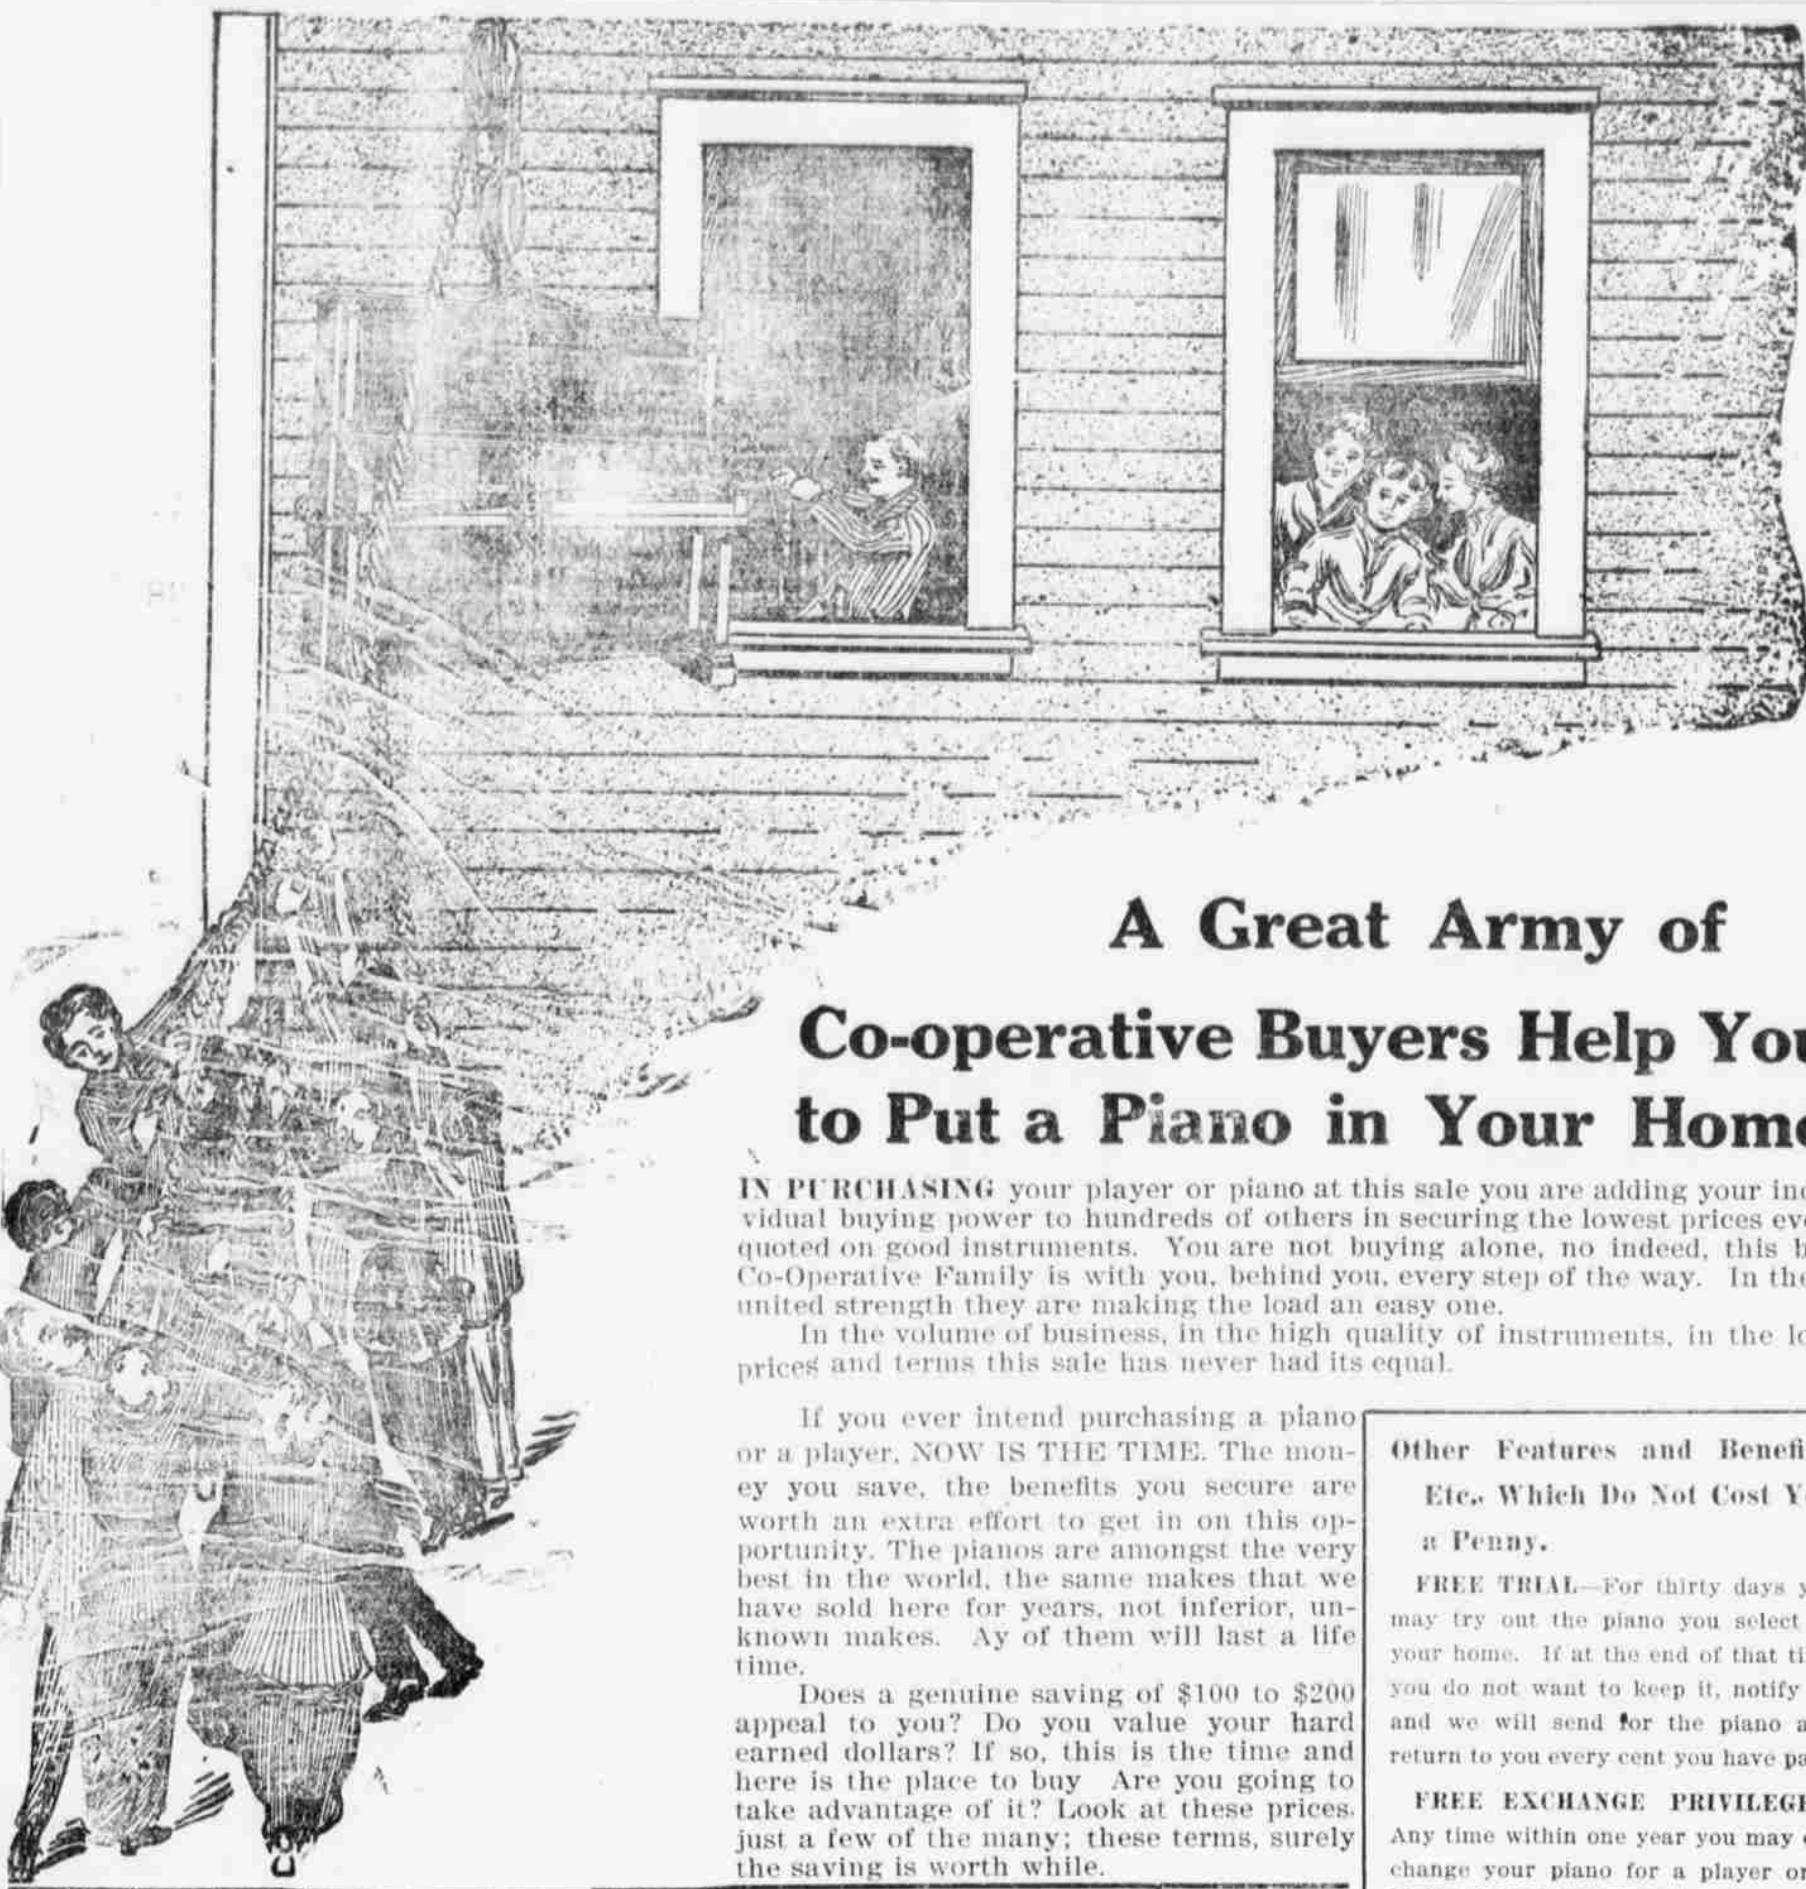 A Great Army of
Co-operative Buyers Help You
to Put a Piano in Your Home
IN PURCHASING your player or piano at this sale you are adding your ind
vidual buying power to hundreds of others in securing the lowest prices eve
quoted on good instruments. You are not buying alone, no indeed, this b
Co-Operative Family is with you, behind you, every step of the way. In the
united strength they are making the load an easy one.
In the volume of business, in the high quality of instruments, in the lo
prices and terms this sale has never had its equal.
If you ever intend purchasing a piano
or a player, NOW IS THE TIME. The mon-
ey you save, the benefits you secure are
worth an extra effort to get in on this op-
portunity. The pianos are amongst the very
best in the world, the same makes that we
have sold here for years, not inferior, un-
known makes. Ay of them will last a life
time.
Does a genuine saving of $100 to $200
appeal to you? Do you value your hard
earned dollars? If so, this is the time and
here is the place to buy Are you going to
take advantage of it? Look at these prices.
just a few of the many; these terms, surely
the saving is worth while.
Other Features and Benefi
Etc., Which Do Not Cost Y
a Penny.
FREE TRIAL—For thirty days y
may try out the piano you select
your home. If at the end of that ti
you do not want to keep it, notify
and we will send for the piano a
return to you every cent you have pa
FREE EXCHANGE PRIVILEGE
Any time within one year you may e
change your piano for a player or